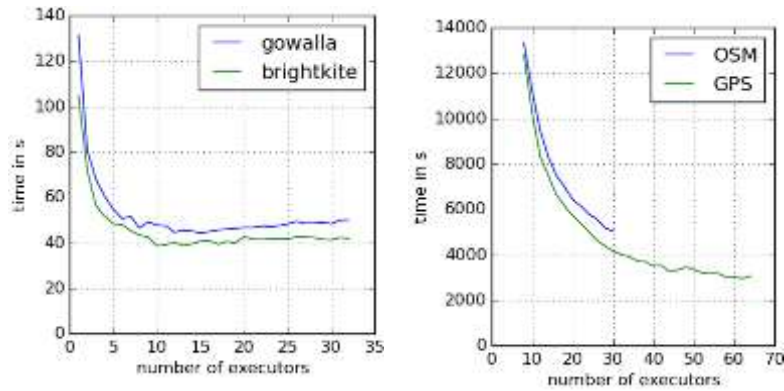 140
120
100
80
60
40
20
0
time in s
gowalla
brightkite
0 5 10 15 20 25 30 35
number of executors
14000
12000
10000
8000
6000
4000
2000
0
time in s
OSM
GPS
0 10 20 30 40 50 60 70
number of executors